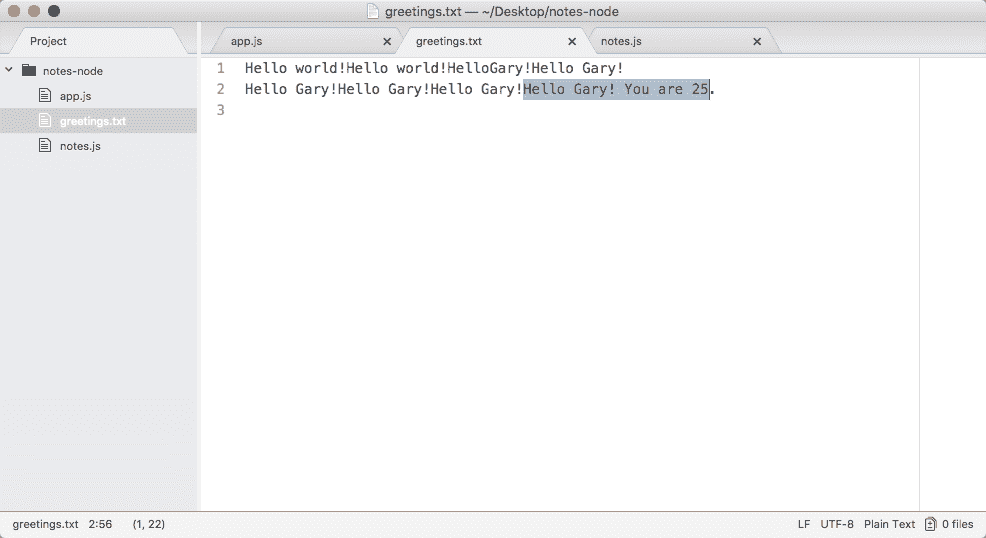 greetings.txt — ~/Desktop/notes-node
Project
app.js
greetings.txt
notes.js
notes-node
app.js
greetings.txt
notes.js
1 Hello world!Hello world!HelloGary!Hello Gary!
2 Hello Gary!Hello Gary!Hello Gary!Hello Gary! You are 25.
3
greetings.txt 2:56 (1, 22) LF UTF-8 Plain Text 0 files